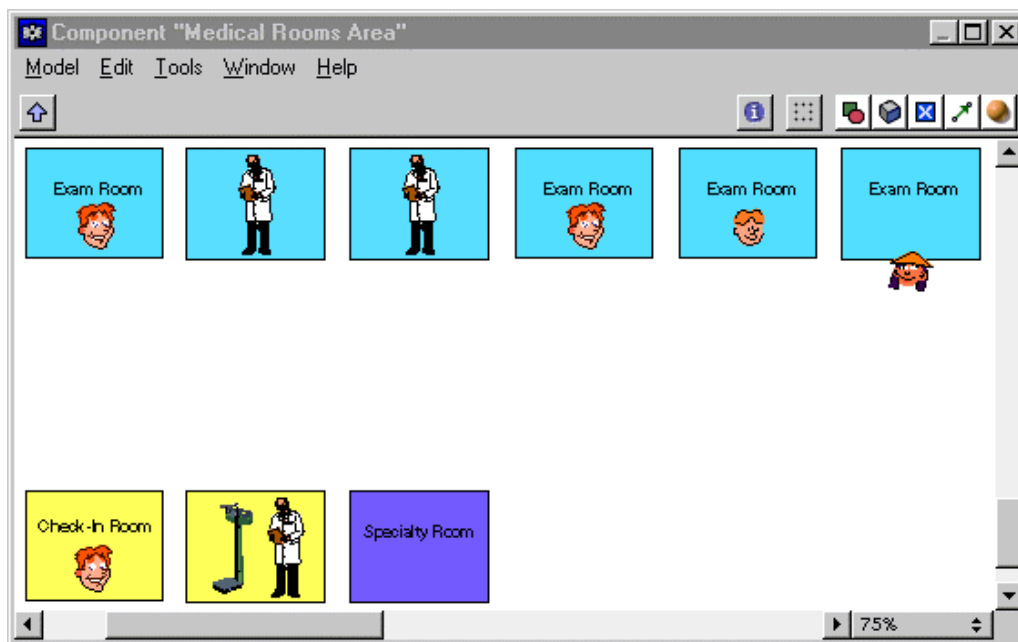 Component "Medical Rooms Area"
Model Edit Tools Window Help
Exam Room Exam Room Exam Room Exam Room
Check-In Room Specialty Room
75%